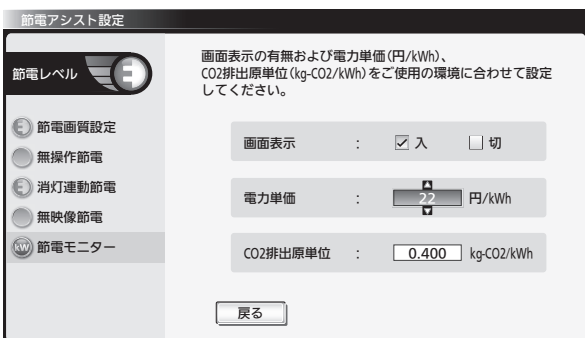 節電アシスト設定
節電レベル
節電画質設定
無操作節電
消灯連動節電
無映像節電
kW 節電モニター
画面表示の有無および電力単価(円/kWh)、
CO2排出原単位(kg-CO2/kWh)をご使用の環境に合わせて設定
してください。
画面表示 : 入 切
電力単価 : 22 円/kWh
CO2排出原単位 : 0.400 kg-CO2/kWh
戻る